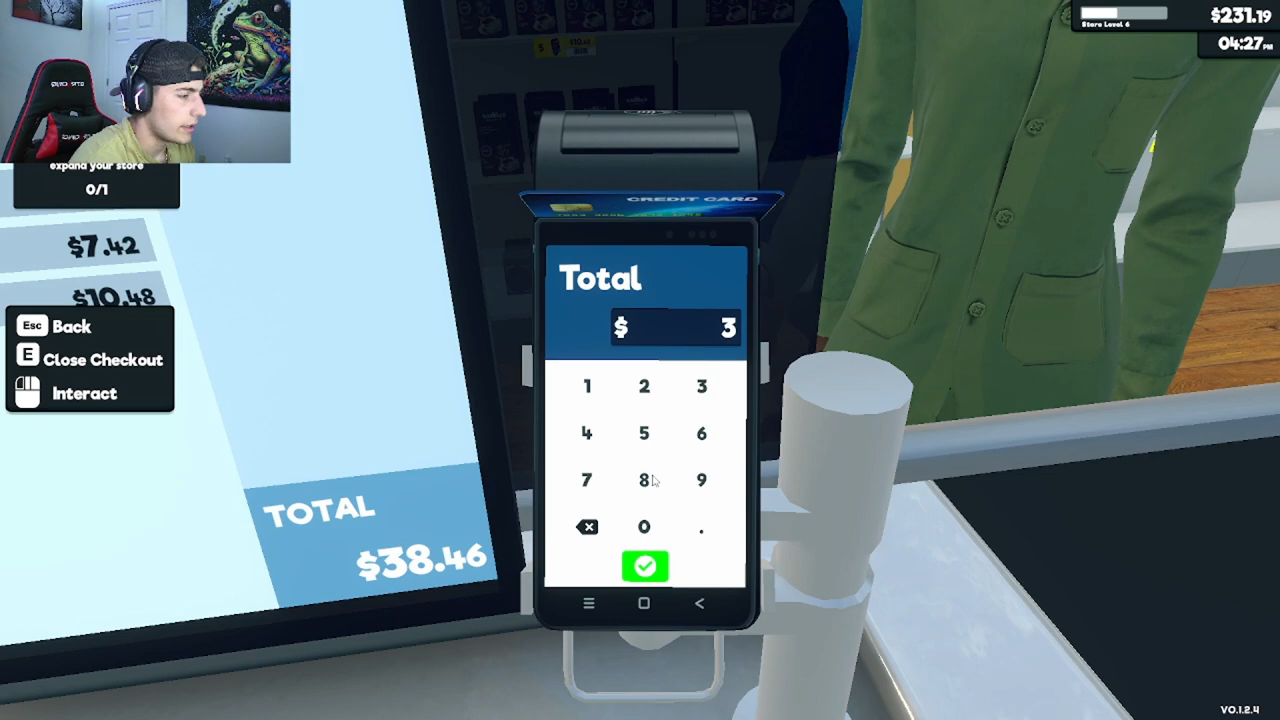 $231.19
Store Level 6
04:27PM
expand your store
0/1
$7.42
$10.48
Esc Back
E Close Checkout
Interact
TOTAL
$38.46
CREDIT CARD
Total
$ 3
1 2 3
4 5 6
7 8 9
0 .
V0.1.2.4